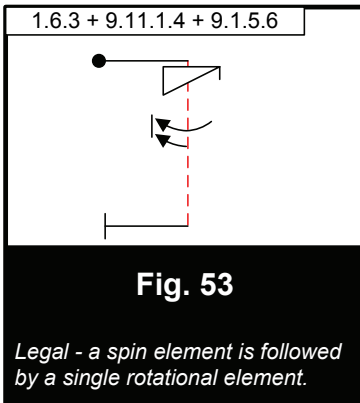 1.6.3 + 9.11.1.4 + 9.1.5.6
Fig. 53
Legal - a spin element is followed
by a single rotational element.